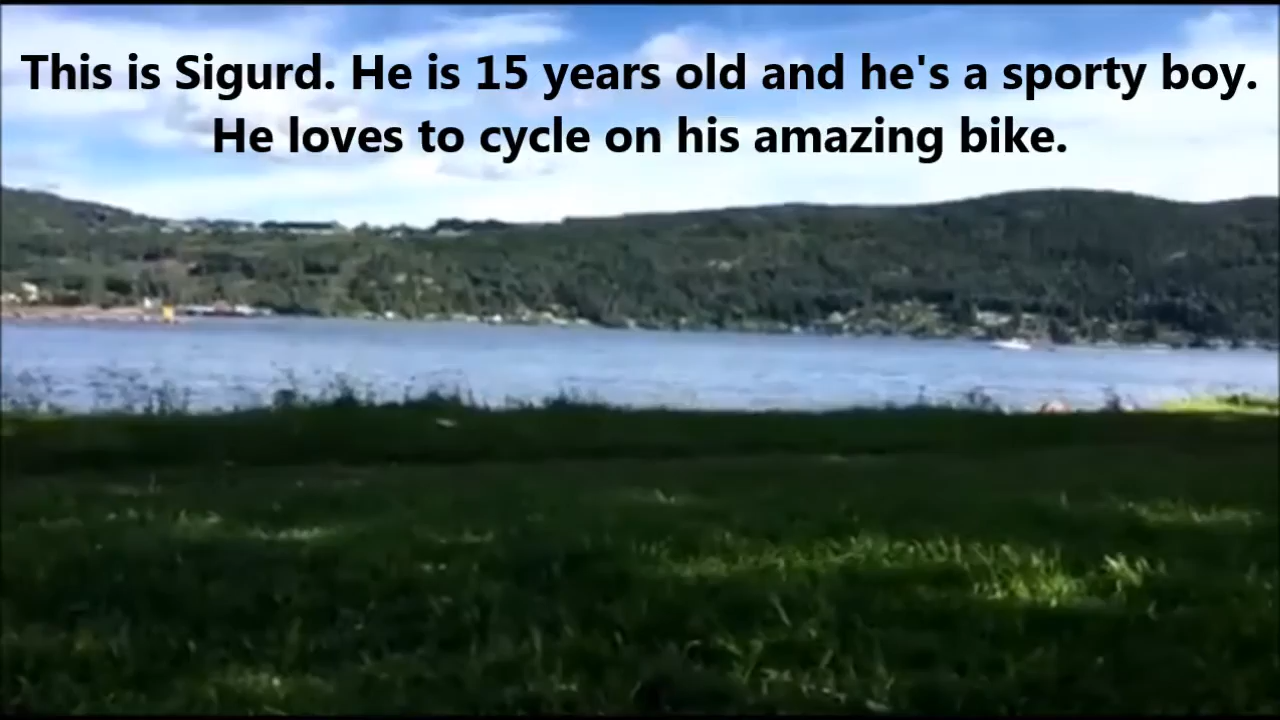 This is Sigurd. He is 15 years old and he's a sporty boy.
He loves to cycle on his amazing bike.